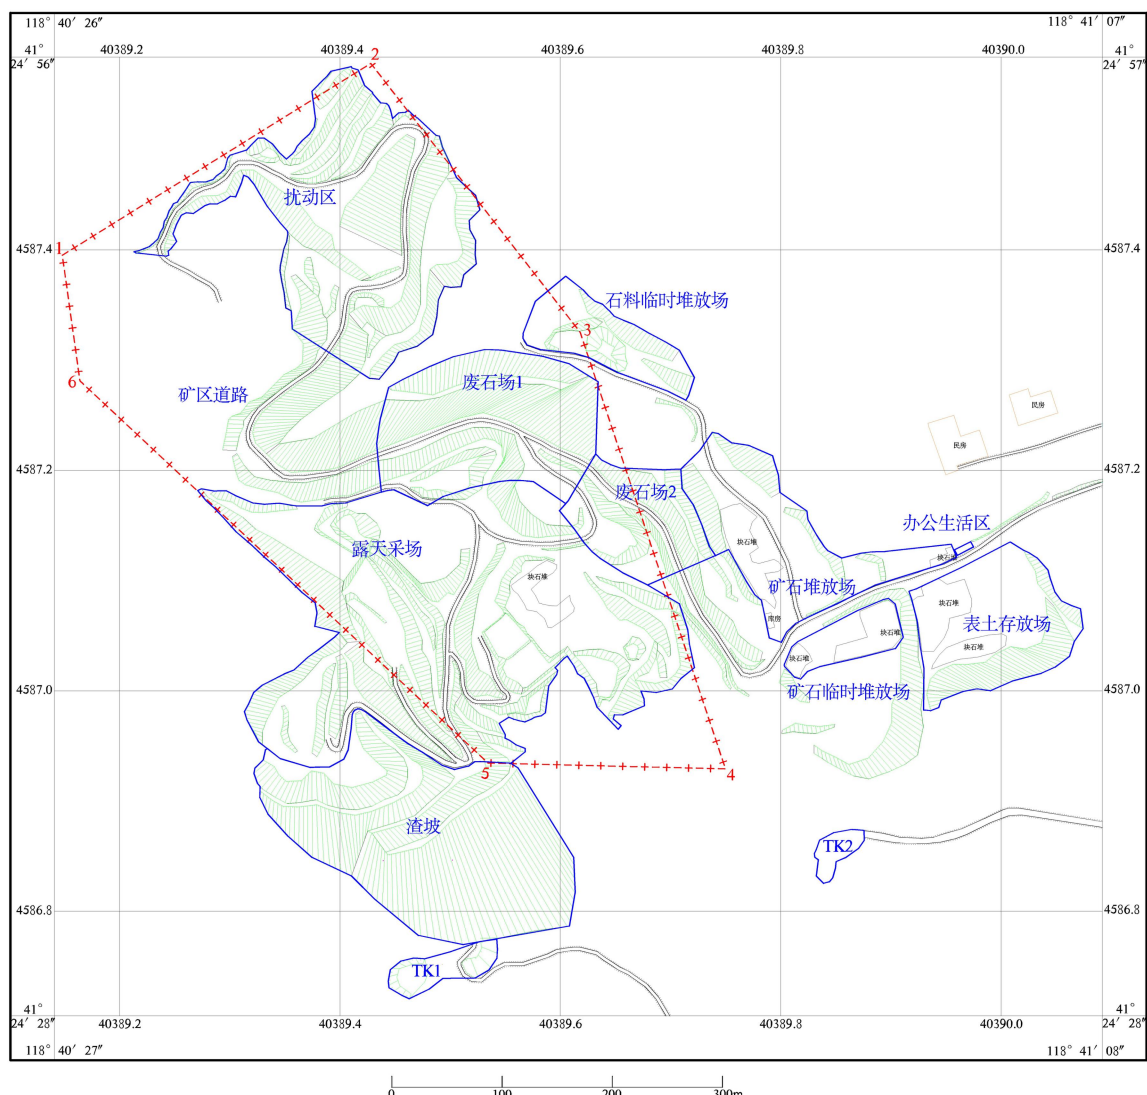 118° 40′ 26″
118° 41′ 07″
41°
40389.2
40389.4
40389.6
40389.8
40390.0
41°
24′ 56″
24′ 57″
2
扰动区
1
4587.4
4587.4
石料临时堆放场
3
废石场1
6
矿区道路
民房
民房
4587.2
4587.2
废石场2
办公生活区
露天采场
块石堆
块石堆
块石堆
矿石堆放场
块石堆
库房
表土存放场
块石堆
块石堆
块石堆
矿石临时堆放场
4587.0
4587.0
5
4
渣坡
TK2
4586.8
4586.8
TK1
41°
41°
24′ 28″
40389.2
40389.4
40389.6
40389.8
40390.0
24′ 28″
118° 40′ 27″
118° 41′ 08″
0
100
200
300m